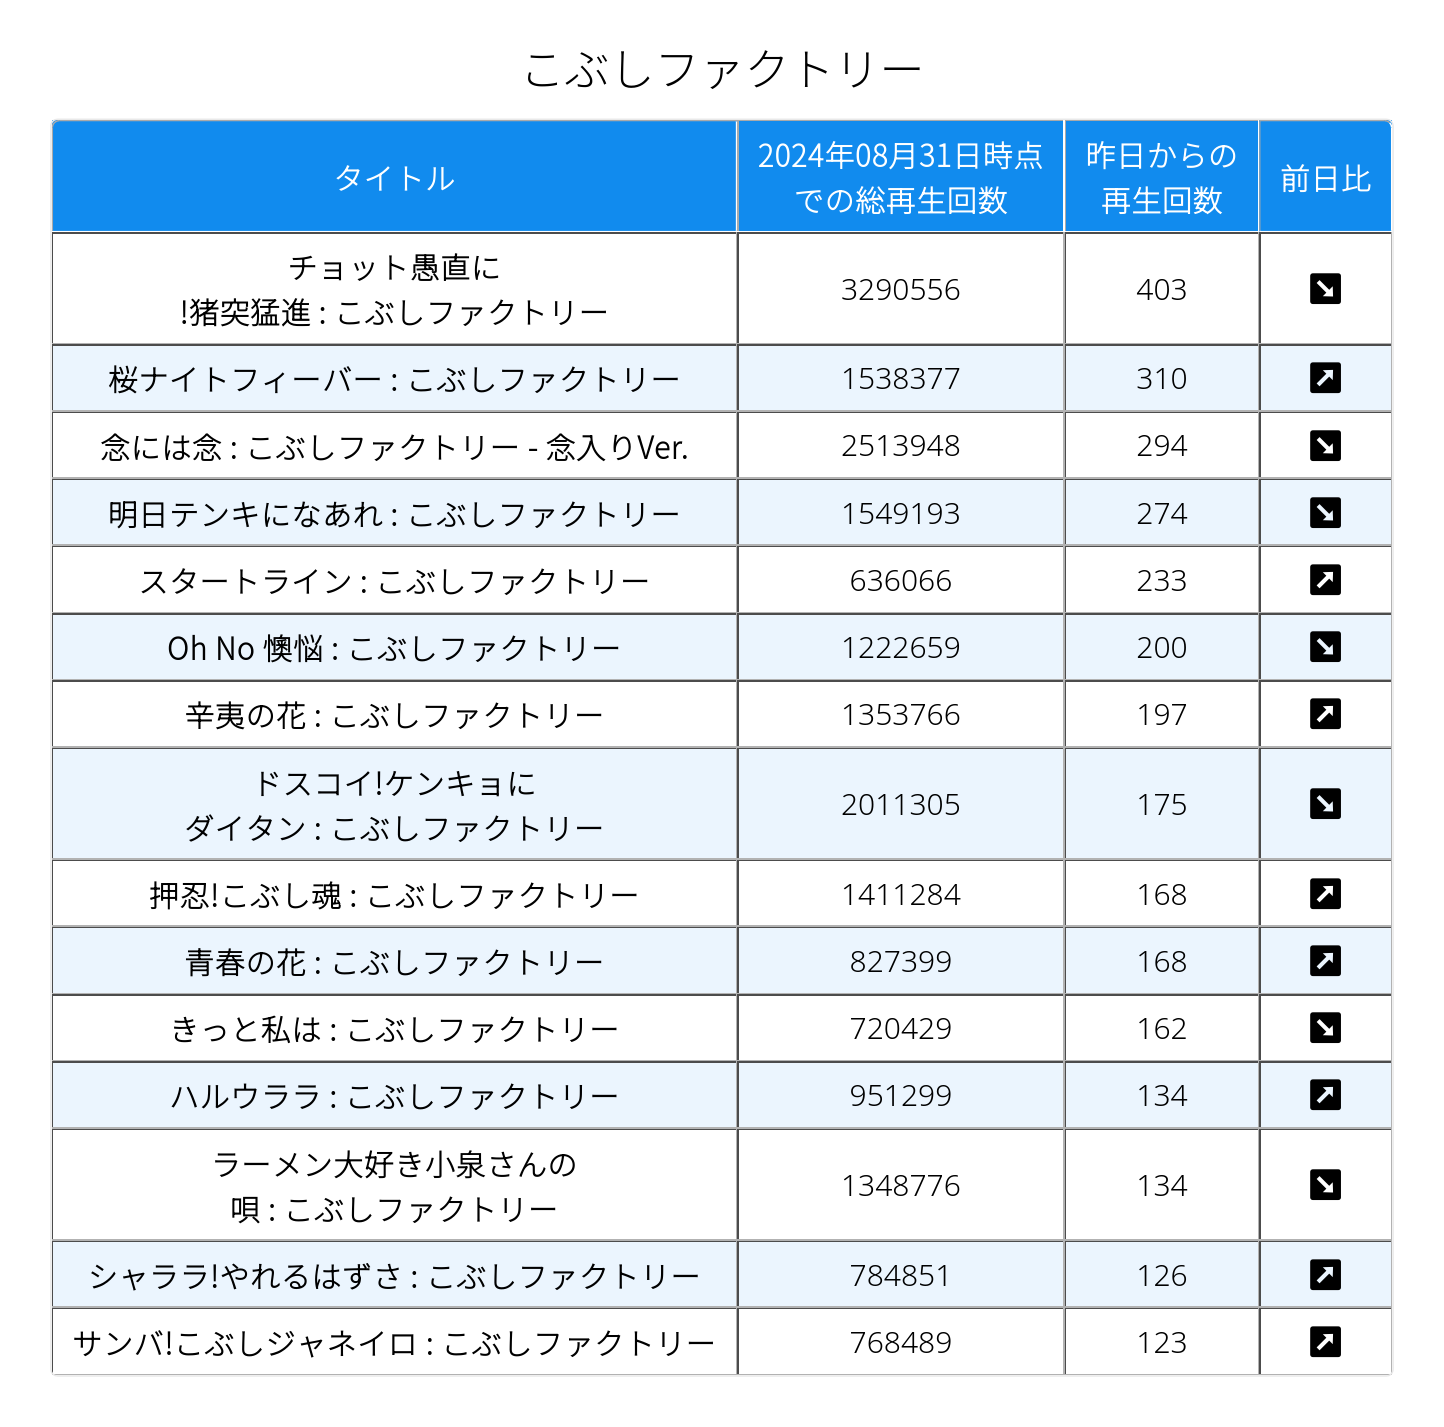 こぶしファクトリー
タイトル
2024年08月31日時点
での総再生回数
昨日からの
再生回数
前日比
チョット愚直に
!猪突猛進 : こぶしファクトリー
3290556
403
桜ナイトフィーバー : こぶしファクトリー
1538377
310
念には念 : こぶしファクトリー - 念入りVer.
2513948
294
明日テンキになあれ : こぶしファクトリー
1549193
274
スタートライン : こぶしファクトリー
636066
233
Oh No 懊悩 : こぶしファクトリー
1222659
200
辛夷の花 : こぶしファクトリー
1353766
197
ドスコイ!ケンキョに
ダイタン : こぶしファクトリー
2011305
175
押忍!こぶし魂 : こぶしファクトリー
1411284
168
青春の花 : こぶしファクトリー
827399
168
きっと私は : こぶしファクトリー
720429
162
ハルウララ : こぶしファクトリー
951299
134
ラーメン大好き小泉さんの
唄 : こぶしファクトリー
1348776
134
シャララ!やれるはずさ : こぶしファクトリー
784851
126
サンバ!こぶしジャネイロ : こぶしファクトリー
768489
123